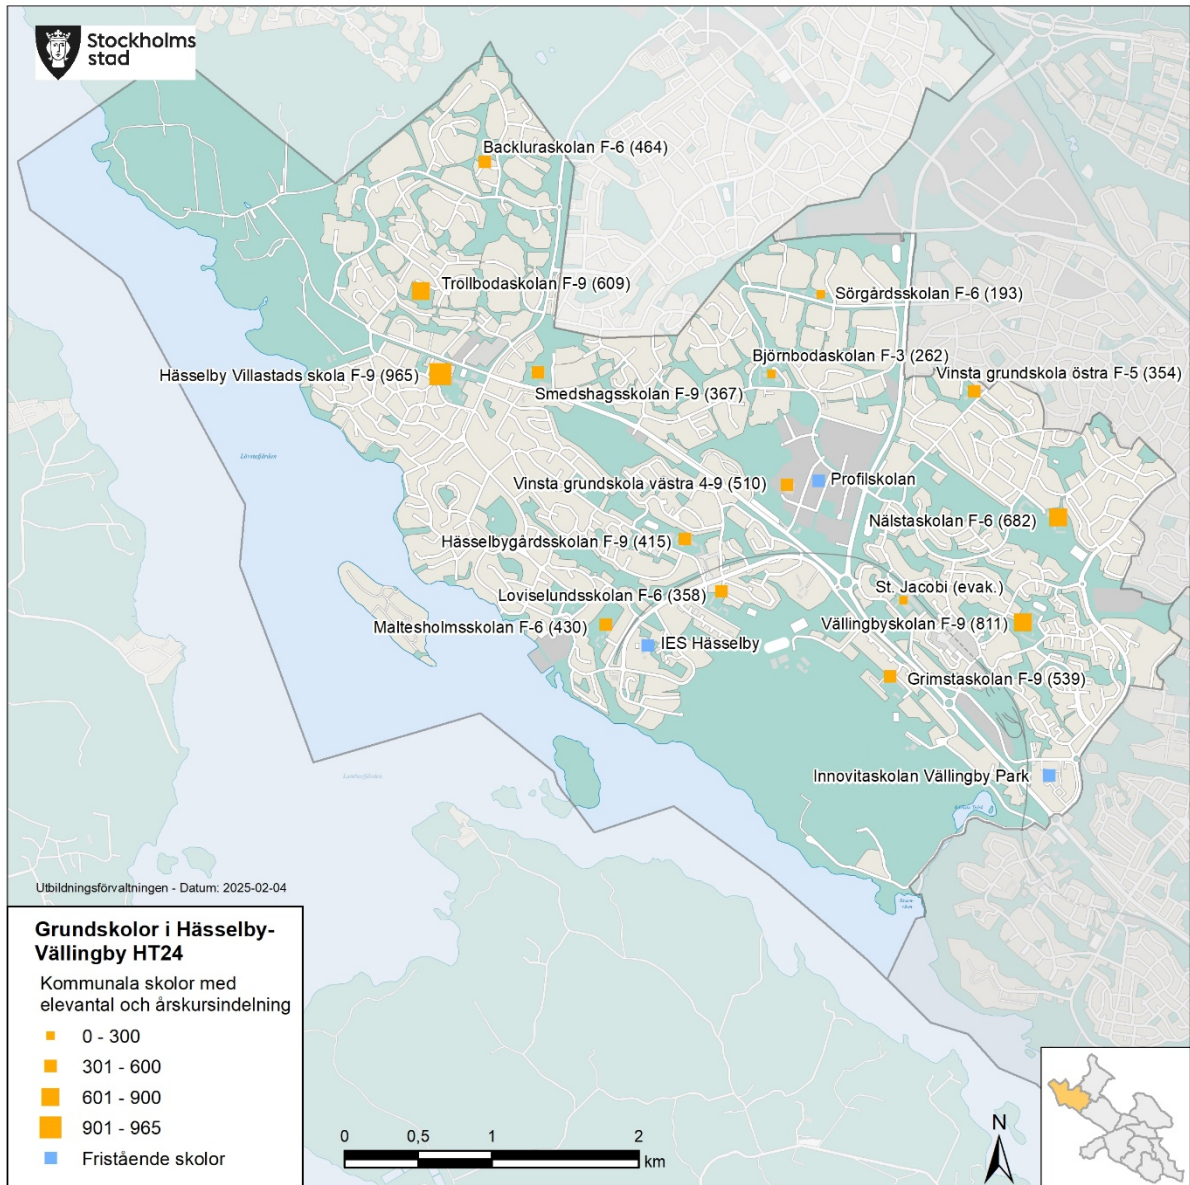 Stockholms
stad
Backluraskolan F-6 (464)
Trollbodaskolan F-9 (609)
Sörgårdsskolan F-6 (193)
Björnbodaskolan F-3 (262)
Vinsta grundskola östra F-5 (354)
Hässelby Villastads skola F-9 (965)
Smedshagsskolan F-9 (367)
Vinsta grundskola västra 4-9 (510)
Profilskolan
Nälstaskolan F-6 (682)
Hässelbygårdsskolan F-9 (415)
St. Jacobi (evak.)
Loviselundsskolan F-6 (358)
Vällingbyskolan F-9 (811)
Maltesholmsskolan F-6 (430)
IES Hässelby
Grimstaskolan F-9 (539)
Innovitaskolan Vällingby Park
Utbildningsförvaltningen - Datum: 2025-02-04
Grundskolor i Hässelby-
Vällingby HT24
Kommunala skolor med
elevantal och årskursindelning
0 - 300
301 - 600
601 - 900
901 - 965
Fristående skolor
0 0,5 1 2
km
N